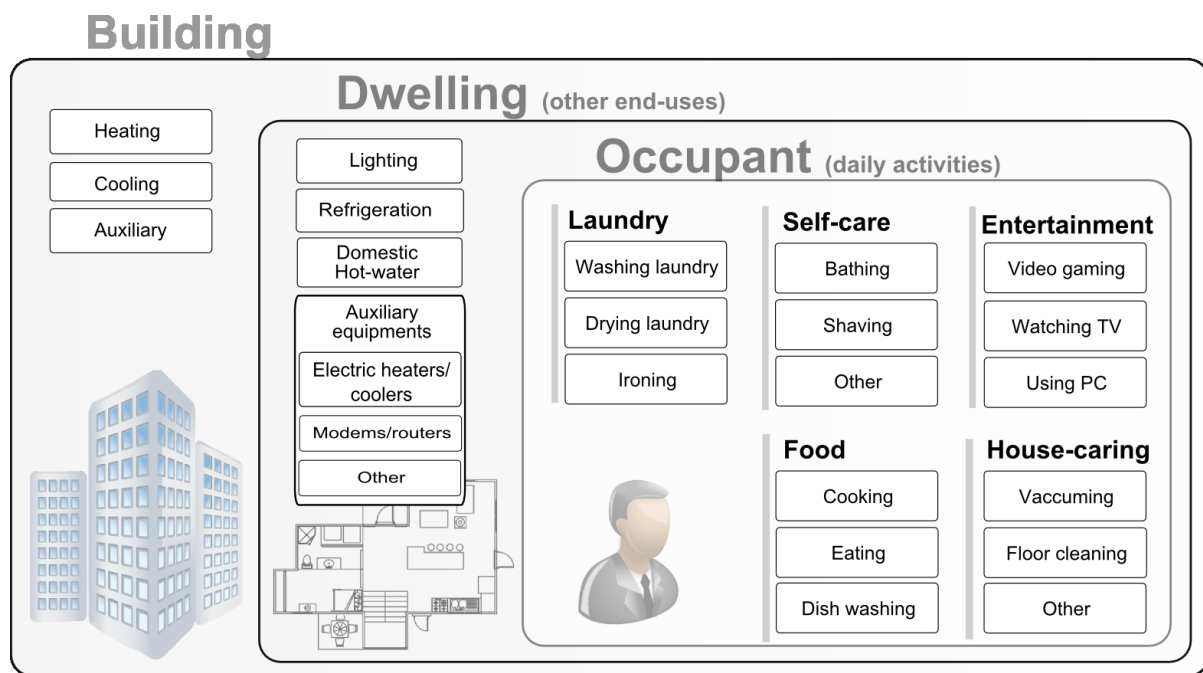 Building
Dwelling (other end-uses)
Heating
Cooling
Auxiliary
Lighting
Refrigeration
Domestic
Hot-water
Auxiliary
equipments
Electric heaters/
coolers
Modems/routers
Other
Occupant (daily activities)
Laundry
Washing laundry
Drying laundry
Ironing
Self-care
Bathing
Shaving
Other
Entertainment
Video gaming
Watching TV
Using PC
Food
Cooking
Eating
Dish washing
House-caring
Vaccuming
Floor cleaning
Other